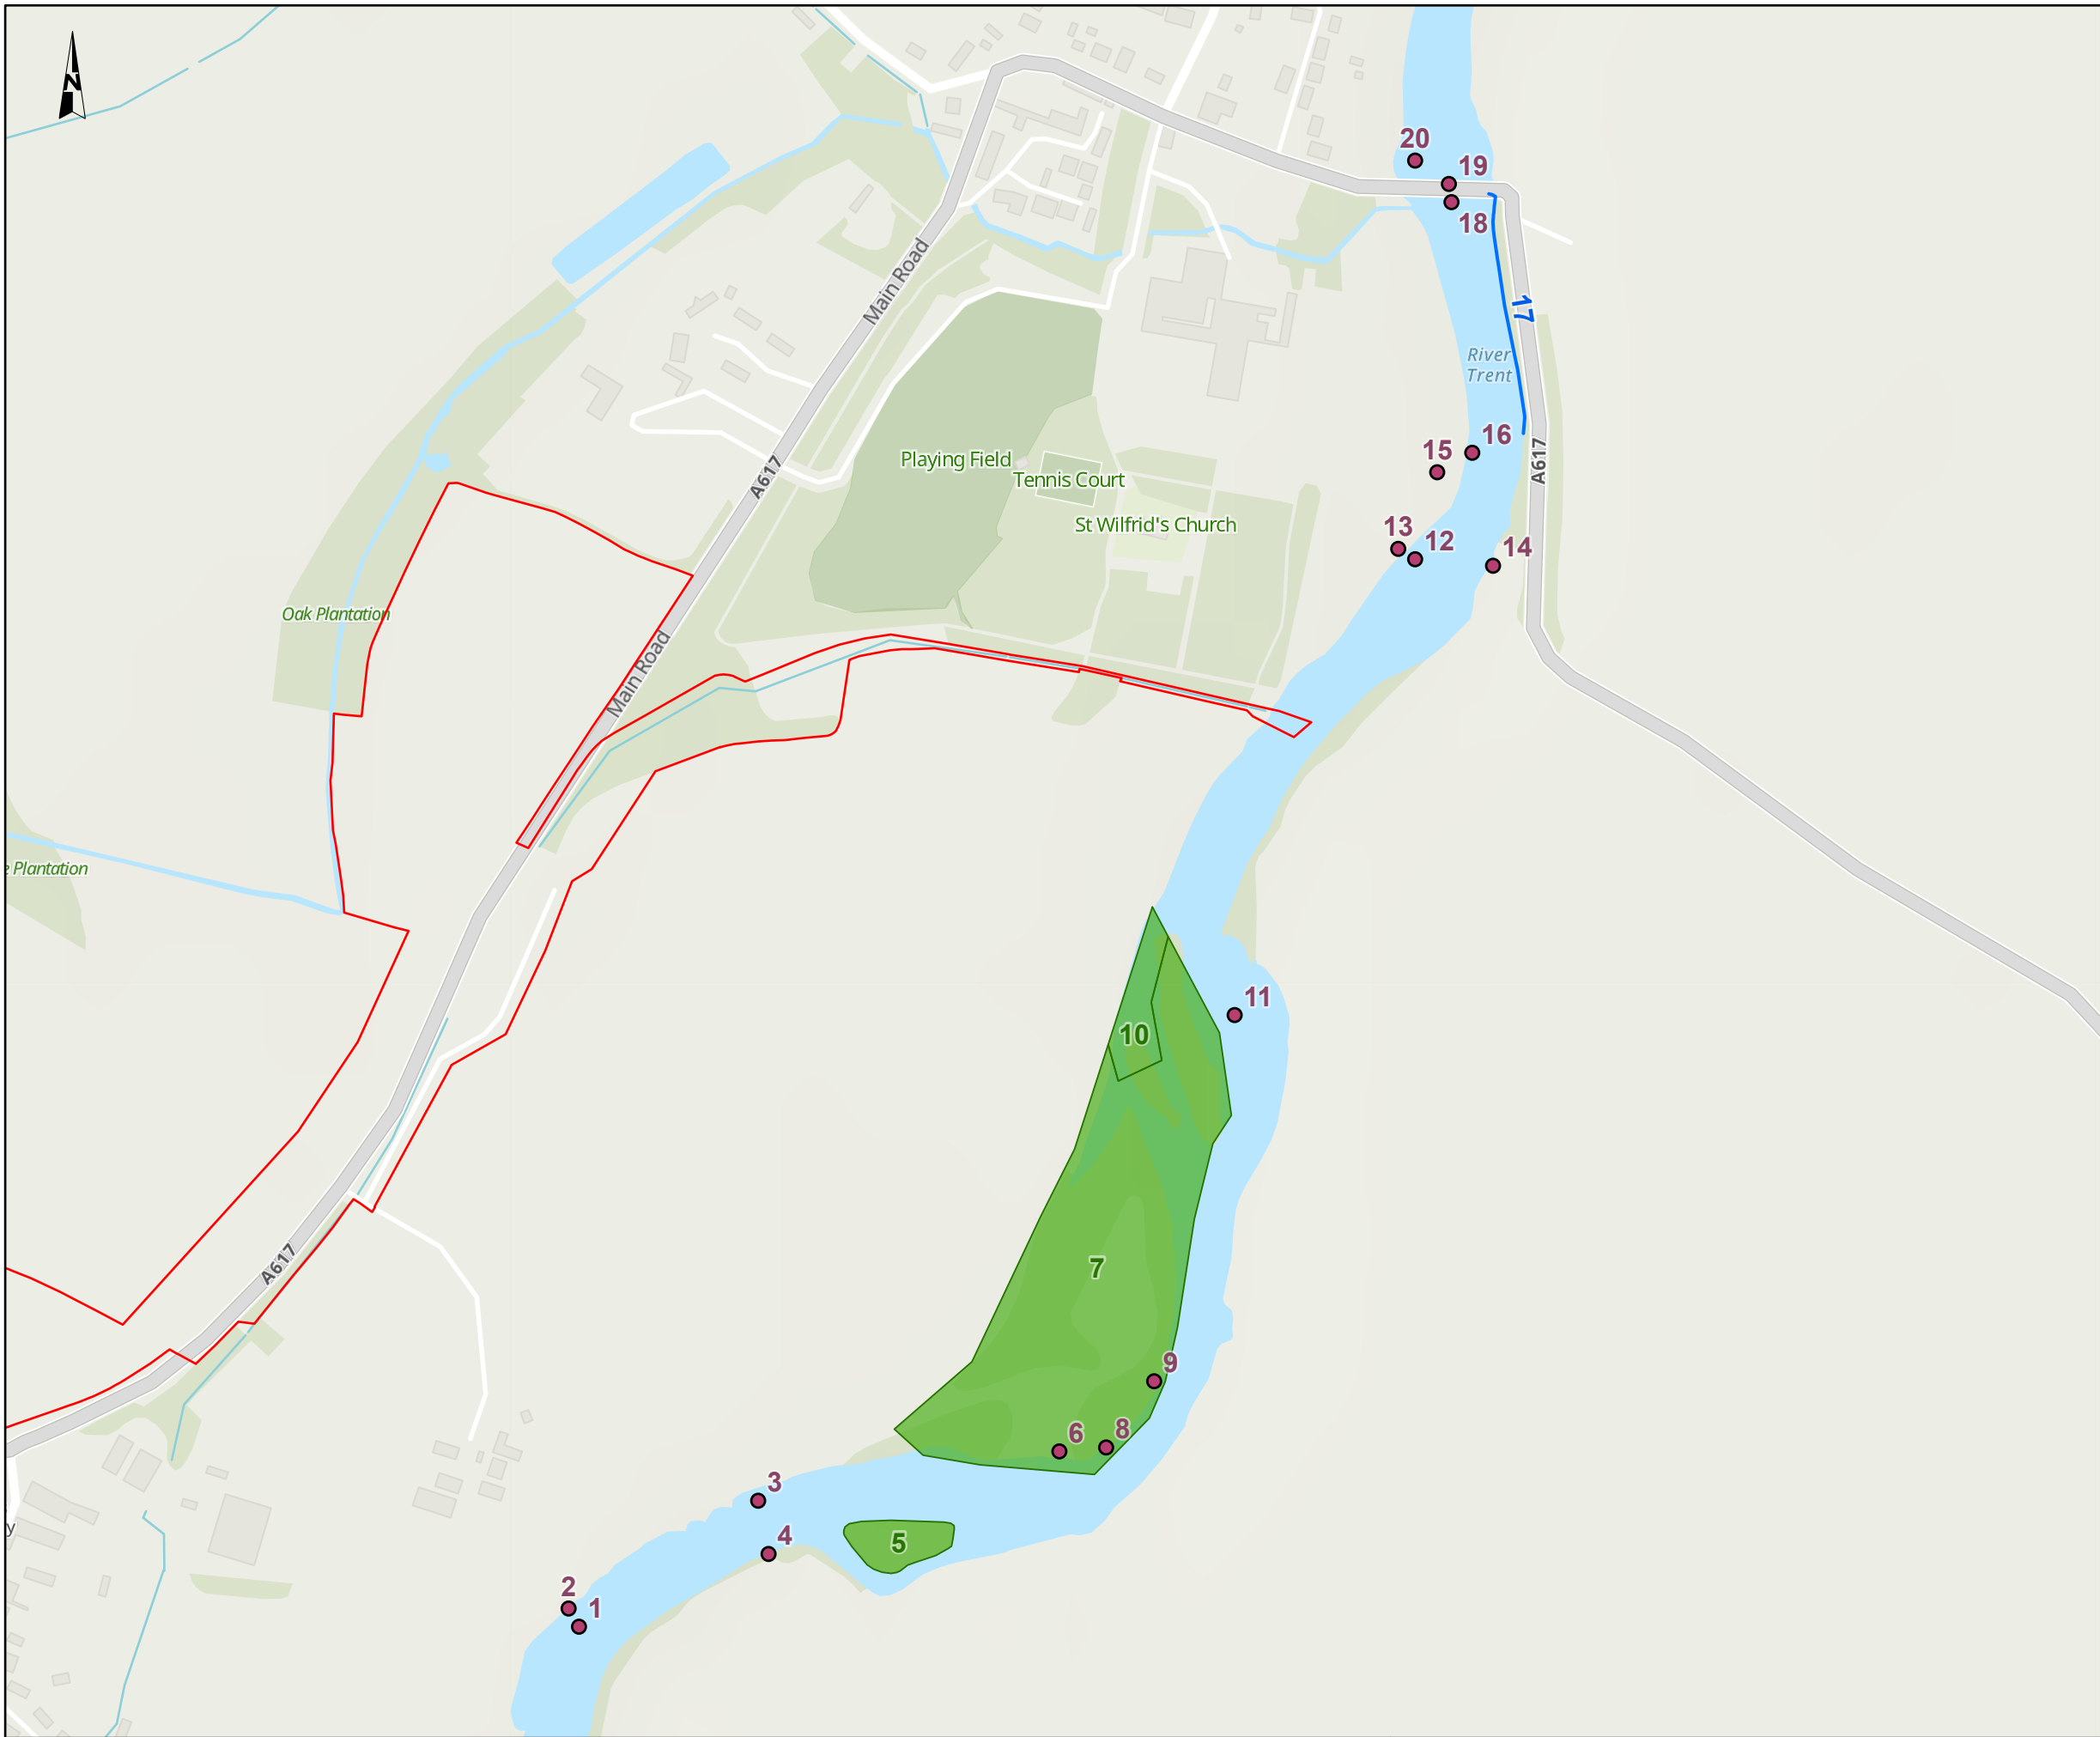 N
20
19
18
Main Road
17
River
Trent
Playing Field
Tennis Court
St Wilfrid's Church
A617
15
16
A617
13
12
14
Oak Plantation
Main Road
Plantation
11
10
7
A617
9
6
8
3
4
5
2
1
y